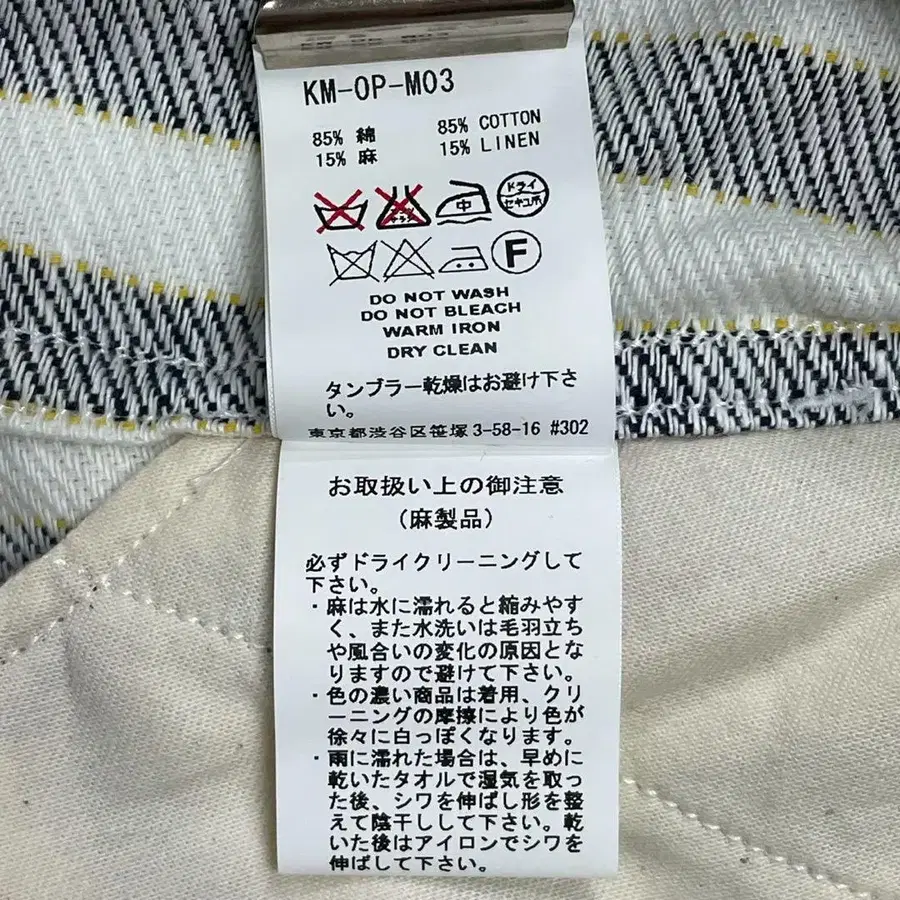 KM-OP-M03
85% 綿 85% COTTON
15% 麻 15% LINEN
中
ドライ
セキユ系
F
DO NOT WASH
DO NOT BLEACH
WARM IRON
DRY CLEAN
タンブラー乾燥はお避け下さ
い。
東京都渋谷区笹塚 3-58-16 #302
お取扱い上の御注意
(麻製品)
必ずドライクリーニングして
下さい。
・麻は水に濡れると縮みやす
く、また水洗いは毛羽立ち
や風合いの変化の原因とな
りますので避けて下さい。
・色の濃い商品は着用、クリ
ーニングの摩擦により色が
徐々に白っぽくなります。
・雨に濡れた場合は、早めに
乾いたタオルで湿気を取っ
た後、シワを伸ばし形を整
えて陰干しして下さい。乾
いた後はアイロンでシワを
伸ばして下さい。